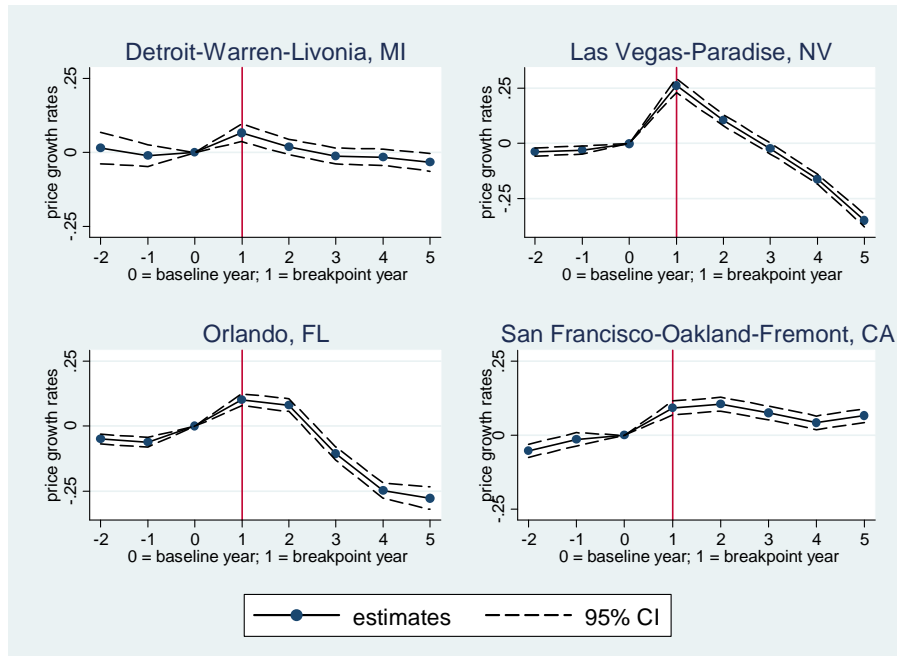 Detroit-Warren-Livonia, MI
price growth rates
.25
0
-.25
-2 -1 0 1 2 3 4 5
0 = baseline year; 1 = breakpoint year
Las Vegas-Paradise, NV
price growth rates
.25
0
-.25
-2 -1 0 1 2 3 4 5
0 = baseline year; 1 = breakpoint year
Orlando, FL
price growth rates
.25
0
-.25
-2 -1 0 1 2 3 4 5
0 = baseline year; 1 = breakpoint year
San Francisco-Oakland-Fremont, CA
price growth rates
.25
0
-.25
-2 -1 0 1 2 3 4 5
0 = baseline year; 1 = breakpoint year
estimates 95% CI